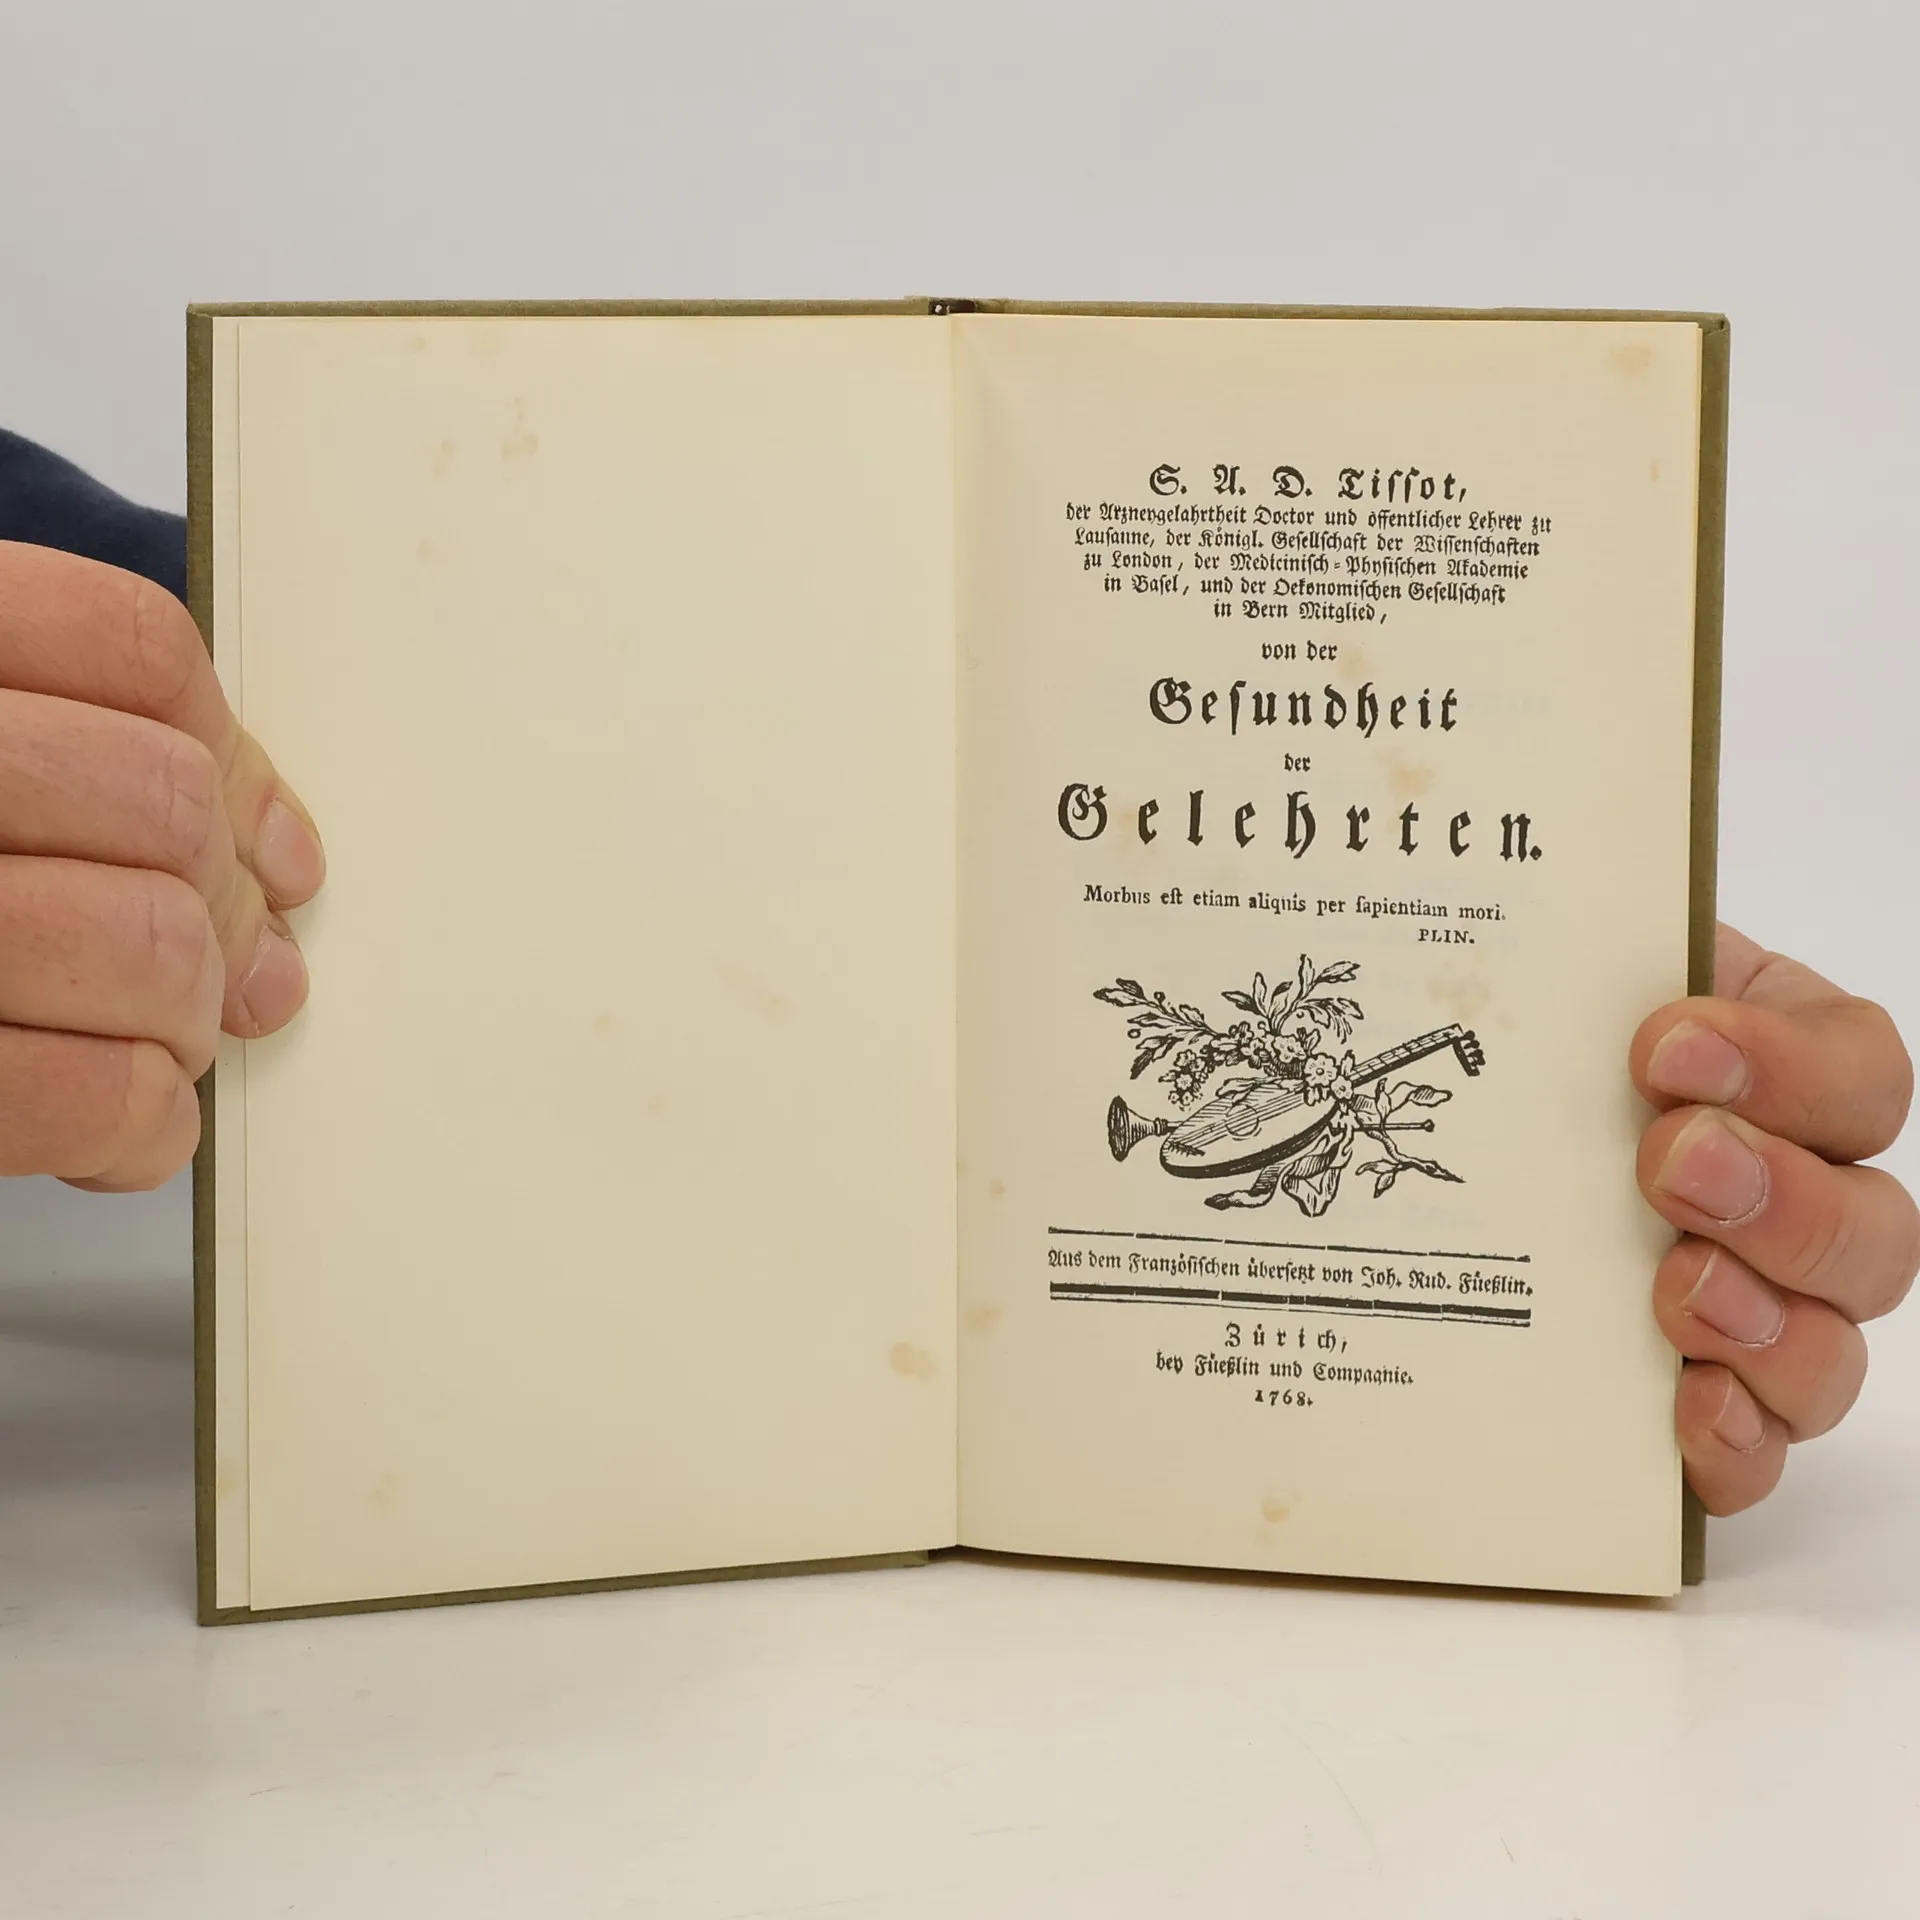 S. A. D. Tiſſot,
der Arzneygelahrtheit Doctor und öffentlicher Lehrer zu
Lauſanne, der Königl. Geſellſchaft der Wiſſenſchaften
zu London, der Mediciniſch-Phyſiſchen Akademie
in Baſel, und der Oekonomiſchen Geſellſchaft
in Bern Mitglied,
von der
Geſundheit
der
Gelehrten.
Morbus eſt etiam aliquis per ſapientiam mori.
PLIN.
Aus dem Franzöſiſchen überſetzt von Joh. Rud. Füeßlin.
Zürich,
bey Füeßlin und Compagnie.
1768.